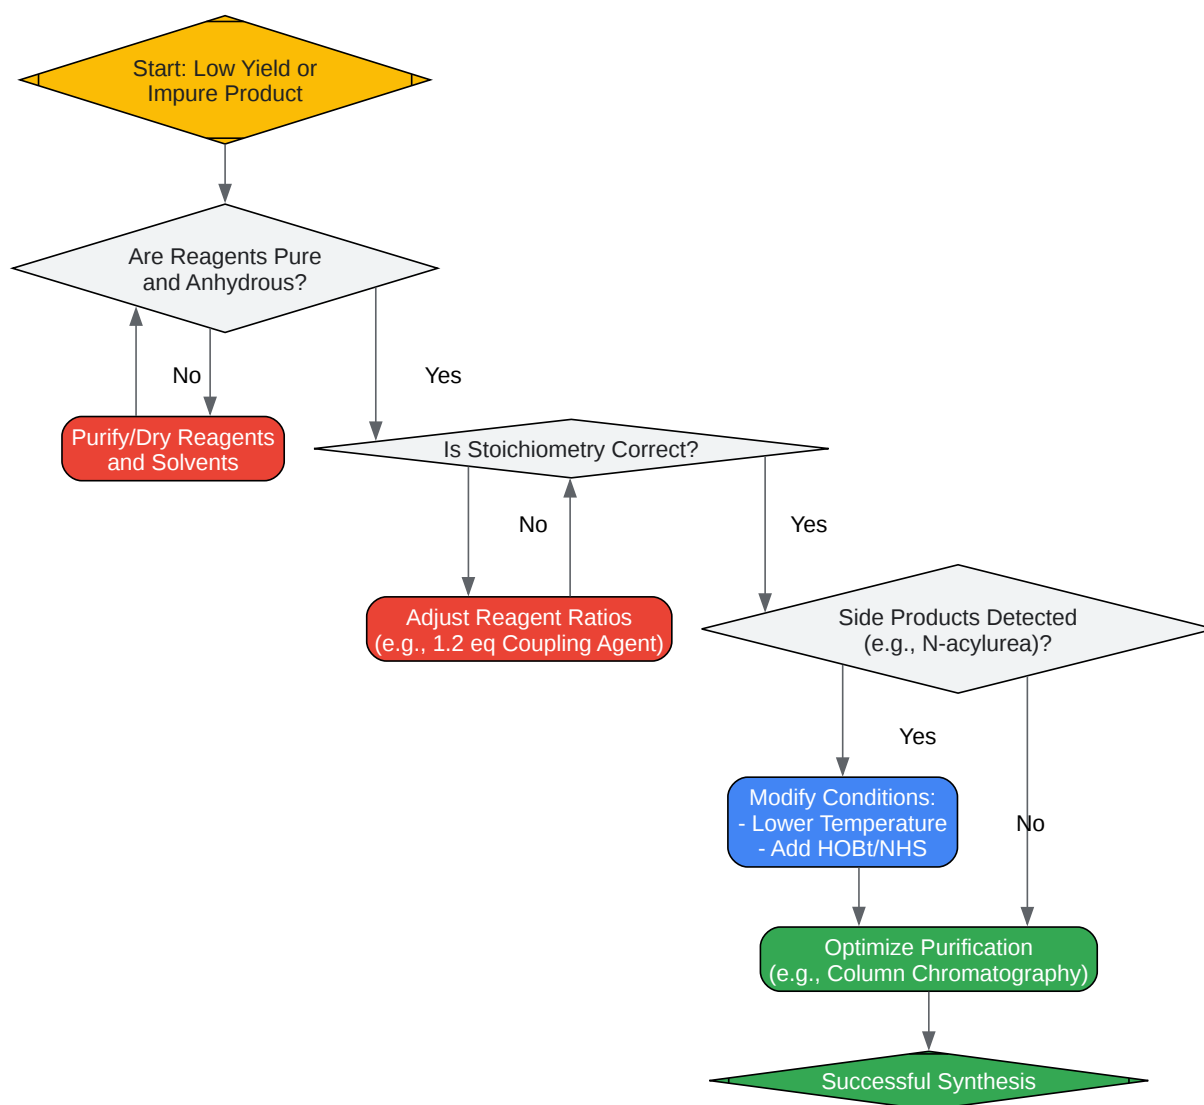 Start: Low Yield or
Impure Product
Are Reagents Pure
and Anhydrous?
No
Yes
Purify/Dry Reagents
and Solvents
Is Stoichiometry Correct?
No
Yes
Adjust Reagent Ratios
(e.g., 1.2 eq Coupling Agent)
Side Products Detected
(e.g., N-acylurea)?
Yes
No
Modify Conditions:
- Lower Temperature
- Add HOBt/NHS
Optimize Purification
(e.g., Column Chromatography)
Successful Synthesis